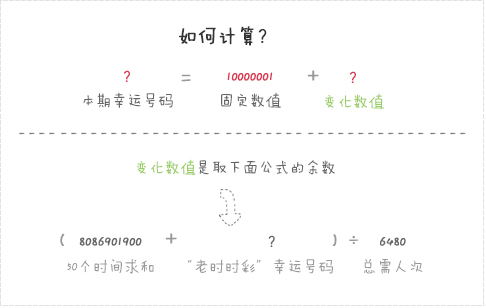 如何计算?
? = 10000001 + ?
本期幸运号码 固定数值 变化数值
变化数值是取下面公式的余数
( 8086901900 + ? ) ÷ 6480
50个时间求和 “老时时彩” 幸运号码 总需人次